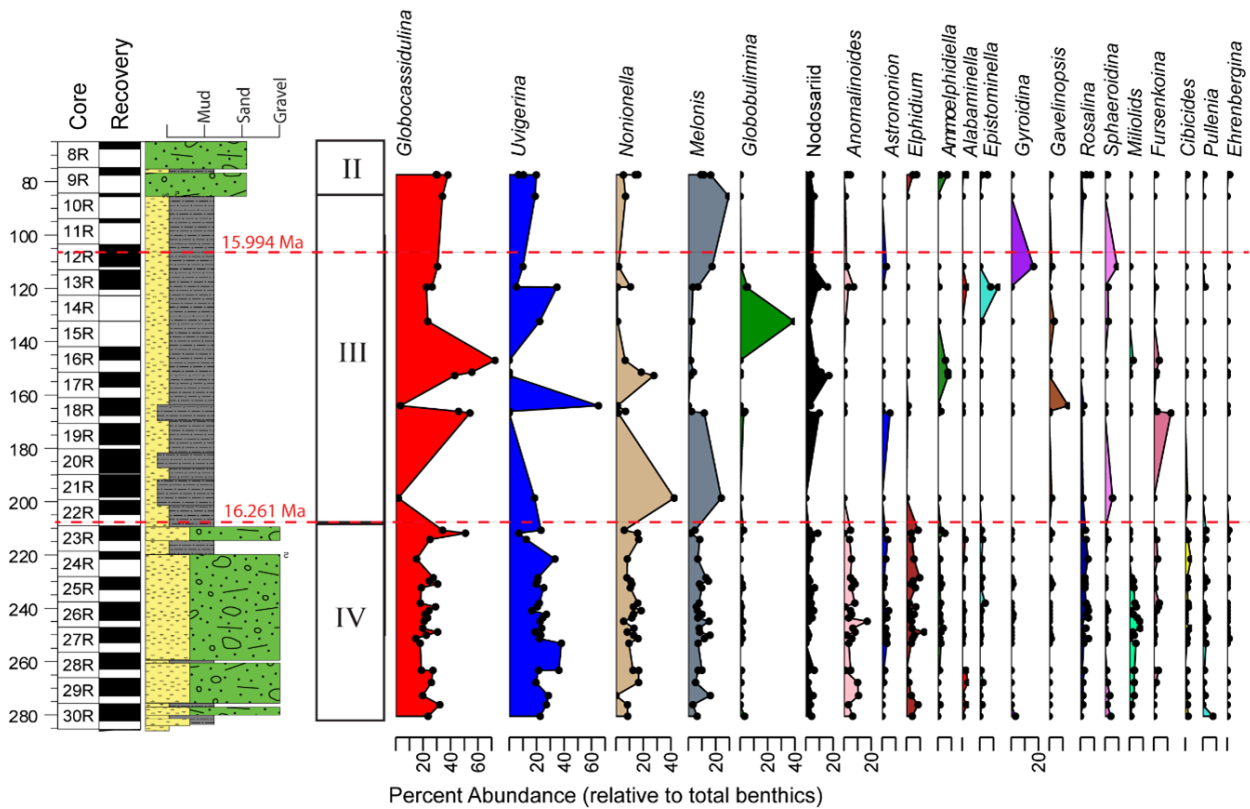 Core
Recovery
Mud
Sand
Gravel
Globocassidulina
Uvigerina
Nonionella
Melonis
Globobulimina
Nodosariid
Anomalinoides
Astrononion
Elphidium
Ammoelphidiella
Alabaminella
Epistominella
Gyroidina
Gavelinopsis
Rosalina
Sphaeroidina
Miliolids
Fursenkoina
Cibicides
Pullenia
Ehrenbergina
8R
80
9R
II
10R
100
11R
15.994 Ma
12R
120
13R
14R
140
15R
III
16R
160
17R
18R
180
19R
20R
200
21R
22R
16.261 Ma
220
23R
24R
240
25R
26R
IV
260
27R
28R
280
29R
30R
20 40 60
20 40 60
20 40
20
20 40
20
20
20
Percent Abundance (relative to total benthics)